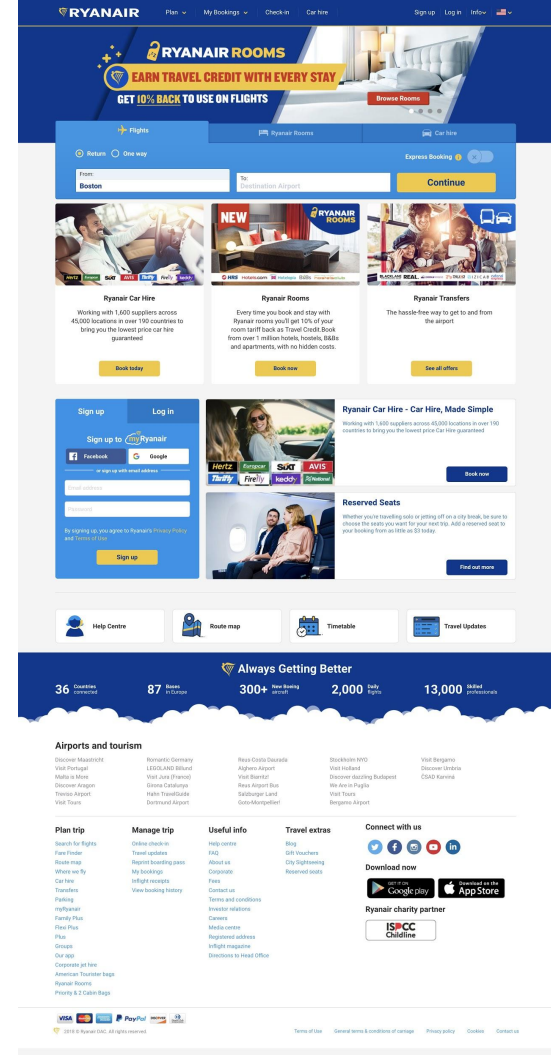 RYANAIR
Plan
My Bookings
Check-in
Car hire
Sign up
Log in
Info
RYANAIR ROOMS
EARN TRAVEL CREDIT WITH EVERY STAY
GET 10% BACK TO USE ON FLIGHTS
Browse Rooms
Flights
Ryanair Rooms
Car hire
Return
One way
Express Booking
From:
Boston
To:
Destination Airport
Continue
Hertz Europcar SIXT AVIS Thrifty Firefly keddy
Ryanair Car Hire
Working with 1,600 suppliers across
45,000 locations in over 190 countries to
bring you the lowest price car hire
guaranteed
Book today
NEW
RYANAIR
ROOMS
HRS Hotels.com Hotelopia
Ryanair Rooms
Every time you book and stay with
Ryanair rooms you'll get 10% of your
room tariff back as Travel Credit.Book
from over 1 million hotels, hostels, B&Bs
and apartments, with no hidden costs.
Book now
BLACKLANE REAL
Ryanair Transfers
The hassle-free way to get to and from
the airport
See all offers
Sign up
Log in
Sign up to myRyanair
Facebook
Google
or sign up with email address
Email address
Password
By signing up, you agree to Ryanair's Privacy Policy
and Terms of Use
Sign up
Hertz Europcar SIXT AVIS
Thrifty Firefly keddy National
Ryanair Car Hire - Car Hire, Made Simple
Working with 1,600 suppliers across 45,000 locations in over 190
countries to bring you the lowest price Car Hire guaranteed
Book now
Reserved Seats
Whether you're travelling solo or jetting off on a city break, be sure to
choose the seats you want for your next trip. Add a reserved seat to
your booking from as little as $3 today.
Find out more
Help Centre
Route map
Timetable
Travel Updates
Always Getting Better
36 Countries connected
87 Bases in Europe
300+ New Boeing aircraft
2,000 Daily flights
13,000 Skilled professionals
Airports and tourism
Discover Maastricht
Visit Portugal
Malta is More
Discover Aragon
Treviso Airport
Visit Tours
Romantic Germany
LEGOLAND Billund
Visit Jura (France)
Girona Catalunya
Hahn TravelGuide
Dortmund Airport
Reus Costa Daurada
Alghero Airport
Visit Biarritz!
Reus Airport Bus
Salzburger Land
Goto-Montpellier!
Stockholm NYO
Visit Holland
Discover dazzling Budapest
We Are in Puglia
Visit Tours
Bergamo Airport
Visit Bergamo
Discover Umbria
ČSAD Karvina
Plan trip
Search for flights
Fare Finder
Route map
Where we fly
Car hire
Transfers
Parking
myRyanair
Family Plus
Flexi Plus
Plus
Groups
Our app
Corporate jet hire
American Tourister bags
Ryanair Rooms
Priority & 2 Cabin Bags
Manage trip
Online check-in
Travel updates
Reprint boarding pass
My bookings
Inflight receipts
View booking history
Useful info
Help centre
FAQ
About us
Corporate
Fees
Contact us
Terms and conditions
Investor relations
Careers
Media centre
Registered address
Inflight magazine
Directions to Head Office
Travel extras
Blog
Gift Vouchers
City Sightseeing
Reserved seats
Connect with us
Download now
GET IT ON
Google play
Download on the
App Store
Ryanair charity partner
ISPCC
Childline
VISA
PayPal
DISCOVER
2018 © Ryanair DAC. All rights reserved.
Terms of Use
General terms & conditions of carriage
Privacy policy
Cookies
Contact us